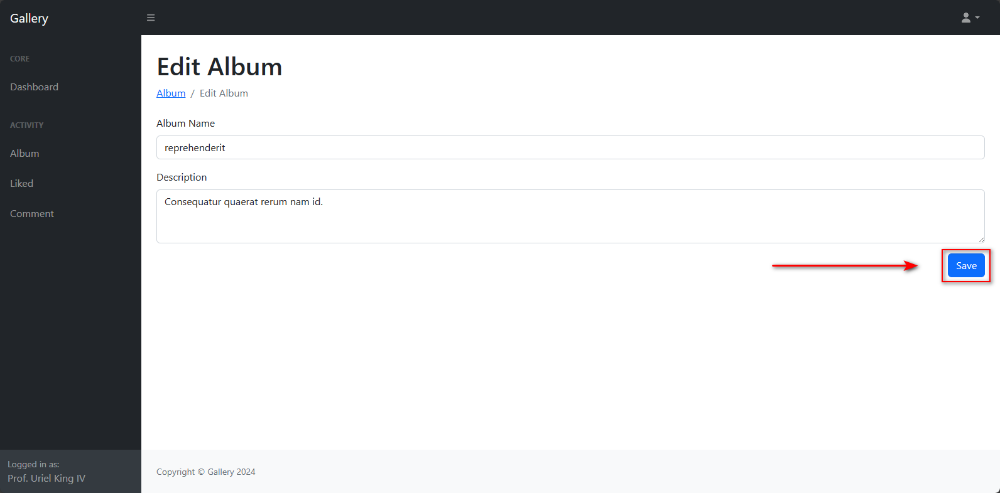 Gallery
CORE
Dashboard
ACTIVITY
Album
Liked
Comment
Logged in as:
Prof. Uriel King IV
Edit Album
Album / Edit Album
Album Name
reprehenderit
Description
Consequatur quaerat rerum nam id.
Save
Copyright © Gallery 2024